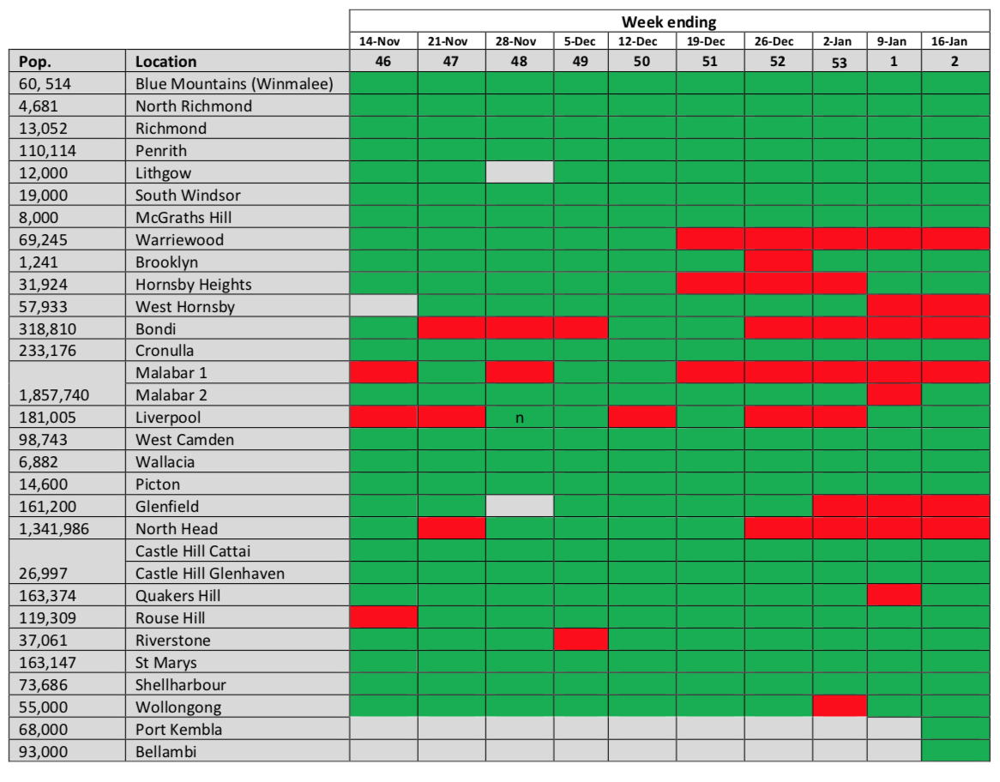 Week ending
14-Nov 21-Nov 28-Nov 5-Dec 12-Dec 19-Dec 26-Dec 2-Jan 9-Jan 16-Jan
Pop. Location 46 47 48 49 50 51 52 53 1 2
60, 514 Blue Mountains (Winmalee)
4,681 North Richmond
13,052 Richmond
110,114 Penrith
12,000 Lithgow
19,000 South Windsor
8,000 McGraths Hill
69,245 Warriewood
1,241 Brooklyn
31,924 Hornsby Heights
57,933 West Hornsby
318,810 Bondi
233,176 Cronulla
Malabar 1
1,857,740 Malabar 2
181,005 Liverpool n
98,743 West Camden
6,882 Wallacia
14,600 Picton
161,200 Glenfield
1,341,986 North Head
Castle Hill Cattai
26,997 Castle Hill Glenhaven
163,374 Quakers Hill
119,309 Rouse Hill
37,061 Riverstone
163,147 St Marys
73,686 Shellharbour
55,000 Wollongong
68,000 Port Kembla
93,000 Bellambi